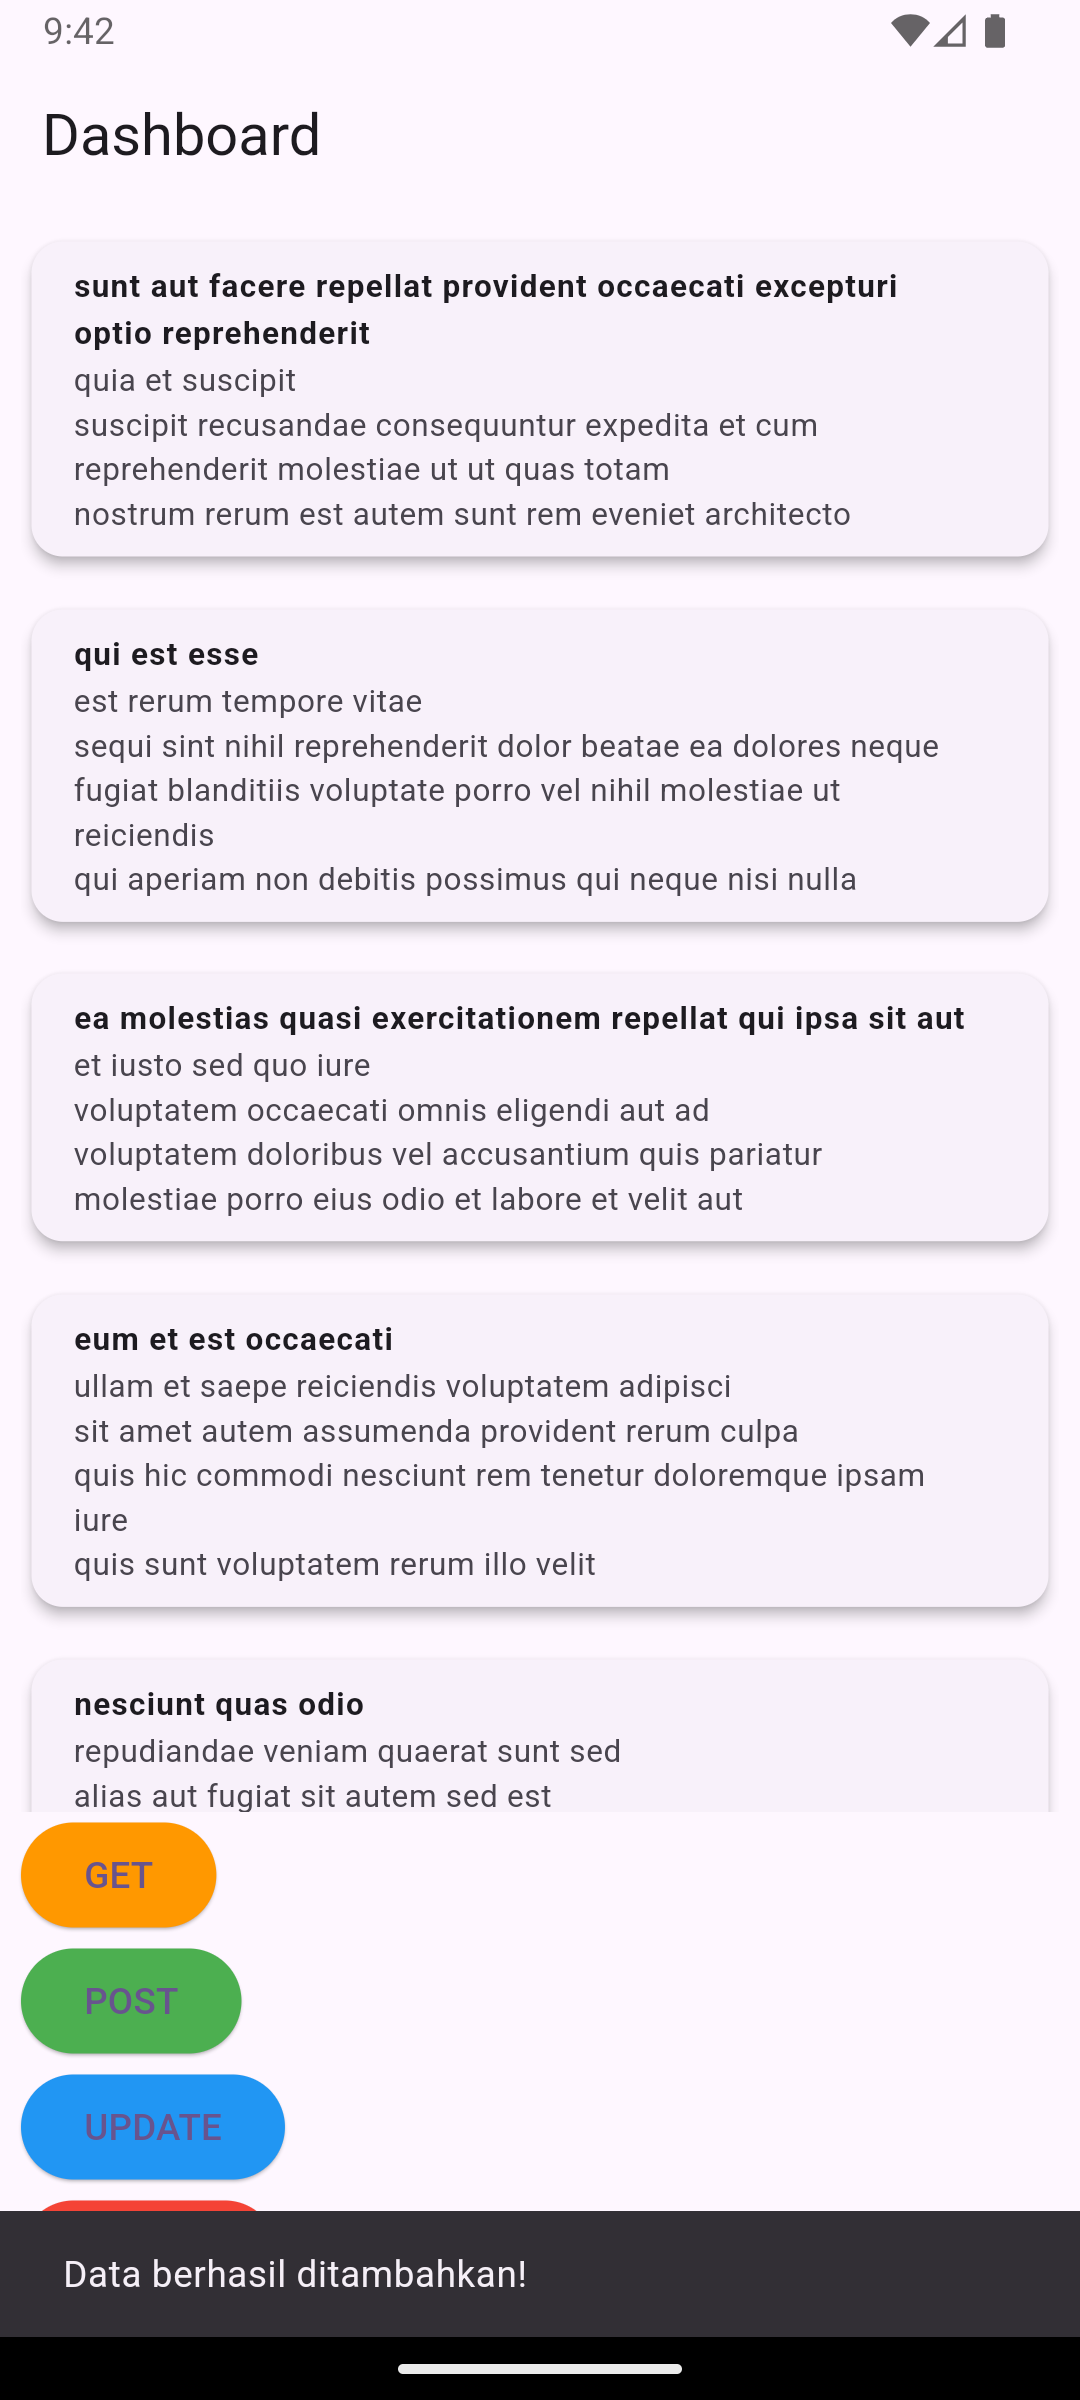 9:42
Dashboard
sunt aut facere repellat provident occaecati excepturi
optio reprehenderit
quia et suscipit
suscipit recusandae consequuntur expedita et cum
reprehenderit molestiae ut ut quas totam
nostrum rerum est autem sunt rem eveniet architecto
qui est esse
est rerum tempore vitae
sequi sint nihil reprehenderit dolor beatae ea dolores neque
fugiat blanditiis voluptate porro vel nihil molestiae ut
reiciendis
qui aperiam non debitis possimus qui neque nisi nulla
ea molestias quasi exercitationem repellat qui ipsa sit aut
et iusto sed quo iure
voluptatem occaecati omnis eligendi aut ad
voluptatem doloribus vel accusantium quis pariatur
molestiae porro eius odio et labore et velit aut
eum et est occaecati
ullam et saepe reiciendis voluptatem adipisci
sit amet autem assumenda provident rerum culpa
quis hic commodi nesciunt rem tenetur doloremque ipsam
iure
quis sunt voluptatem rerum illo velit
nesciunt quas odio
repudiandae veniam quaerat sunt sed
alias aut fugiat sit autem sed est
GET
POST
UPDATE
Data berhasil ditambahkan!